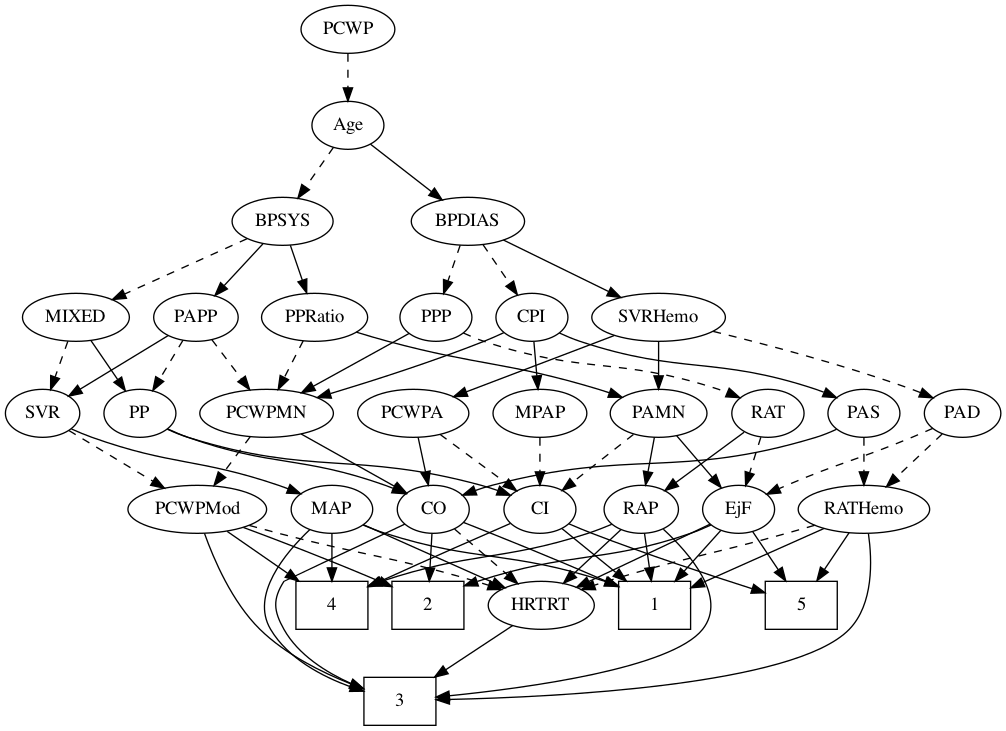 PCWP
Age
BPSYS
BPDIAS
MIXED
PAPP
PPRatio
PPP
CPI
SVRHemo
SVR
PP
PCWPMN
PCWPA
MPAP
PAMN
RAT
PAS
PAD
PCWPMod
MAP
CO
CI
RAP
EjF
RATHemo
4
2
HRTRT
1
5
3